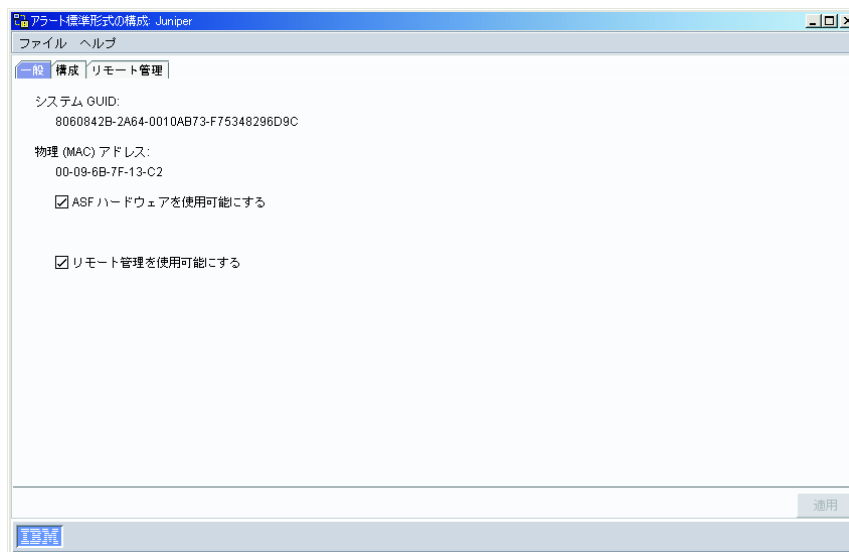 アラート標準形式の構成: Juniper
ファイル ヘルプ
一般 構成 リモート管理
システム GUID:
8060842B-2A64-0010AB73-F75348296D9C
物理 (MAC) アドレス:
00-09-6B-7F-13-C2
ASF ハードウェアを使用可能にする
リモート管理を使用可能にする
適用
IBM